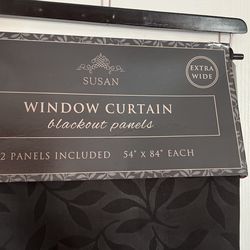 SUSAN
EXTRA
WIDE
WINDOW CURTAIN
blackout panels
2 PANELS INCLUDED 54" x 84" EACH